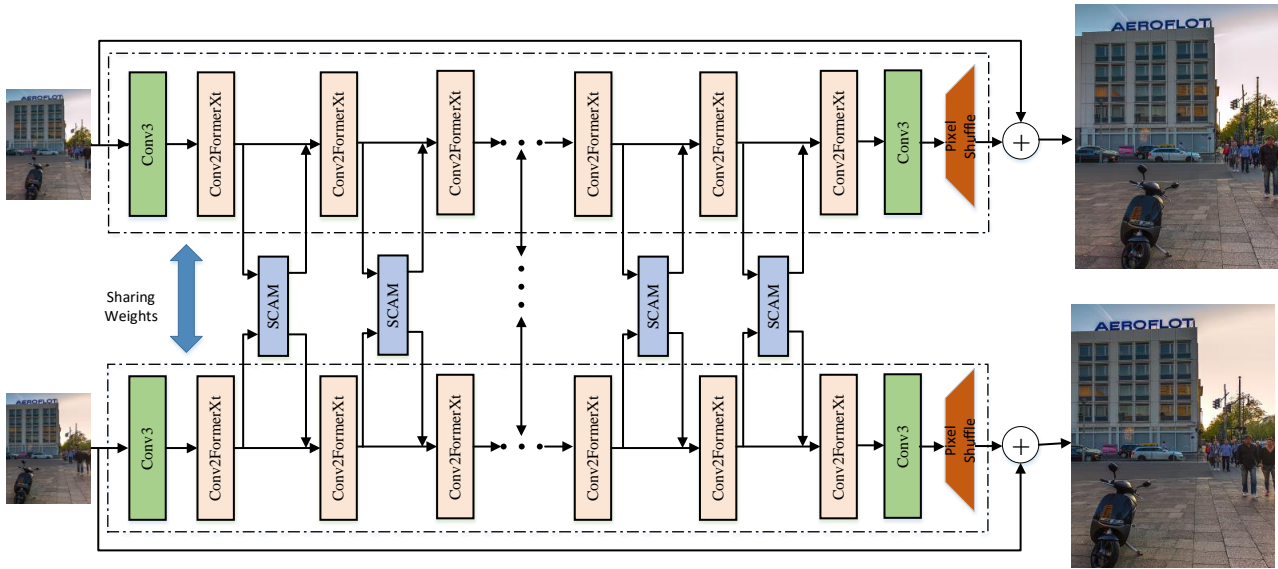 AEROFLOT
AEROFLOT
Conv3
Conv2FormerXt
Conv2FormerXt
Conv2FormerXt
Conv2FormerXt
Conv2FormerXt
Conv2FormerXt
Conv3
Pixel
Shuffle
+
Sharing
Weights
SCAM
SCAM
SCAM
SCAM
AEROFLOT
AEROFLOT
Conv3
Conv2FormerXt
Conv2FormerXt
Conv2FormerXt
Conv2FormerXt
Conv2FormerXt
Conv2FormerXt
Conv3
Pixel
Shuffle
+